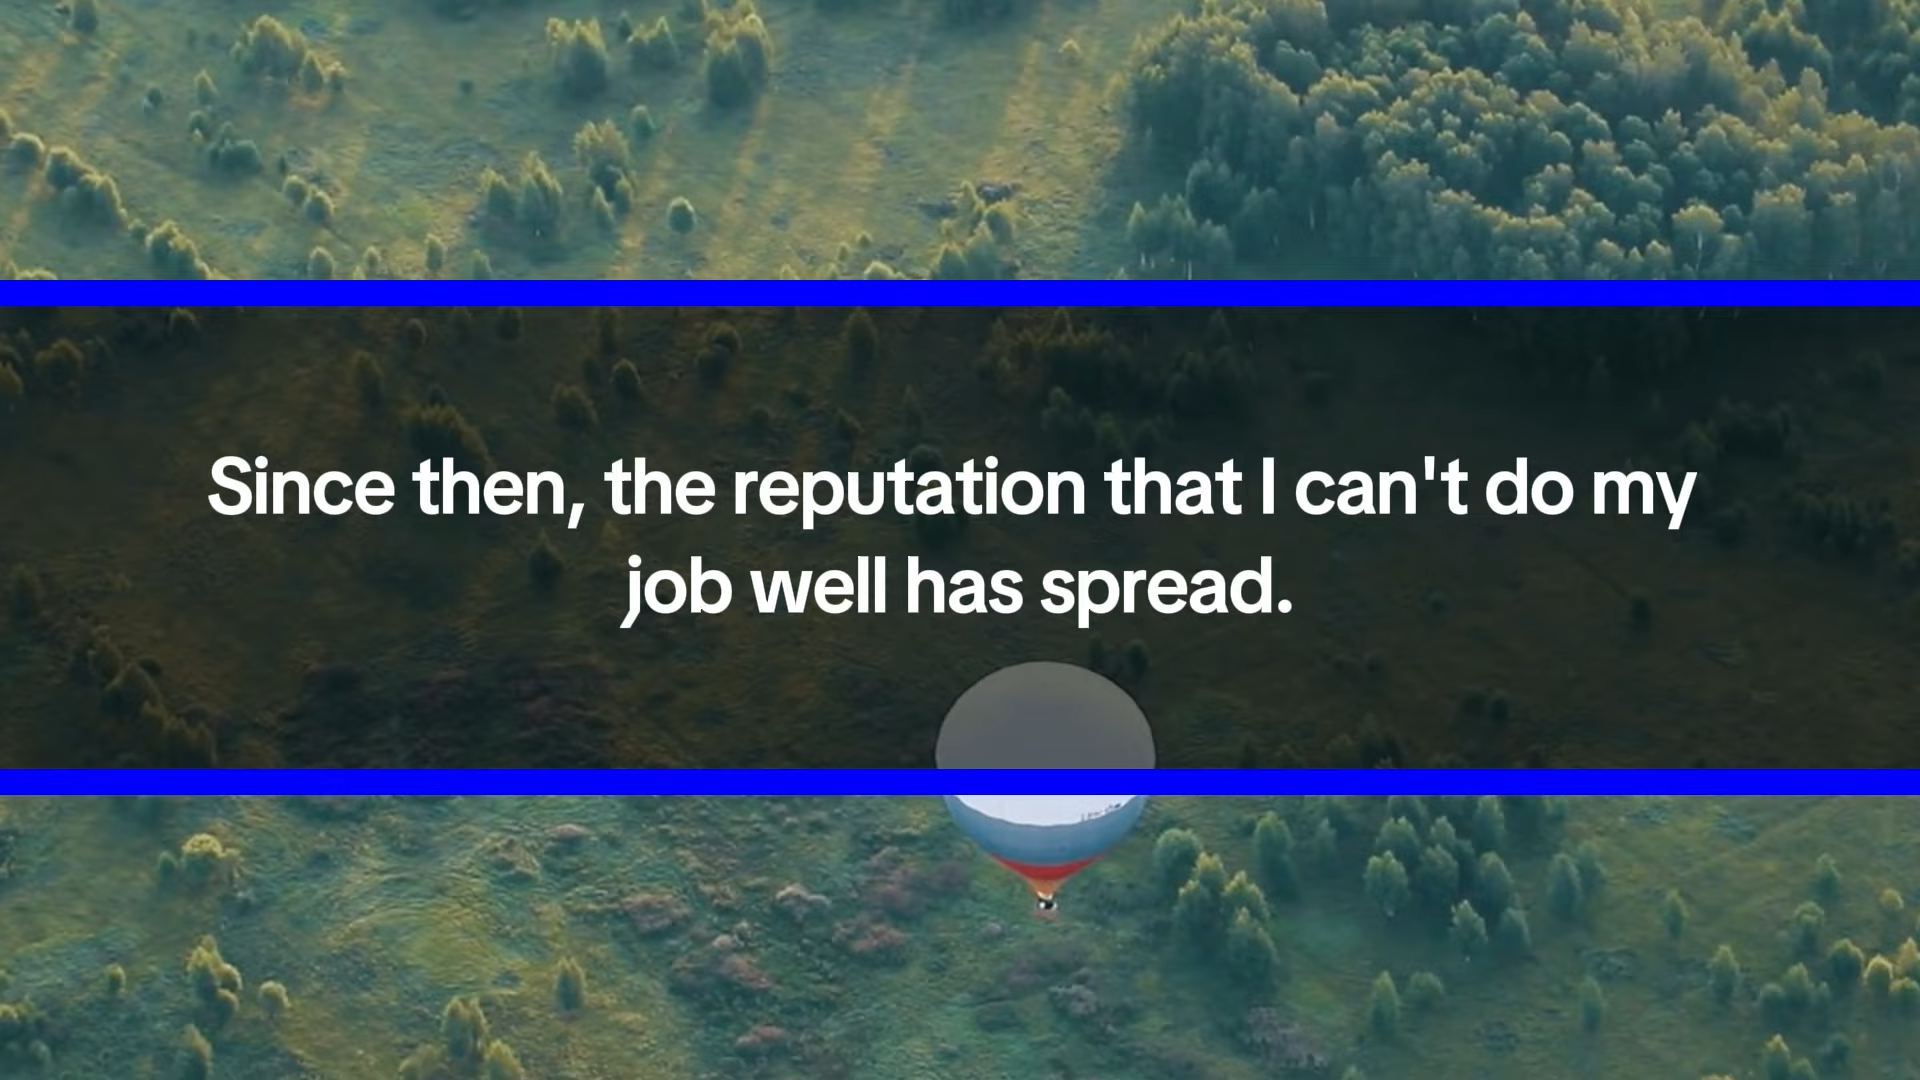 Since then, the reputation that I can't do my
job well has spread.